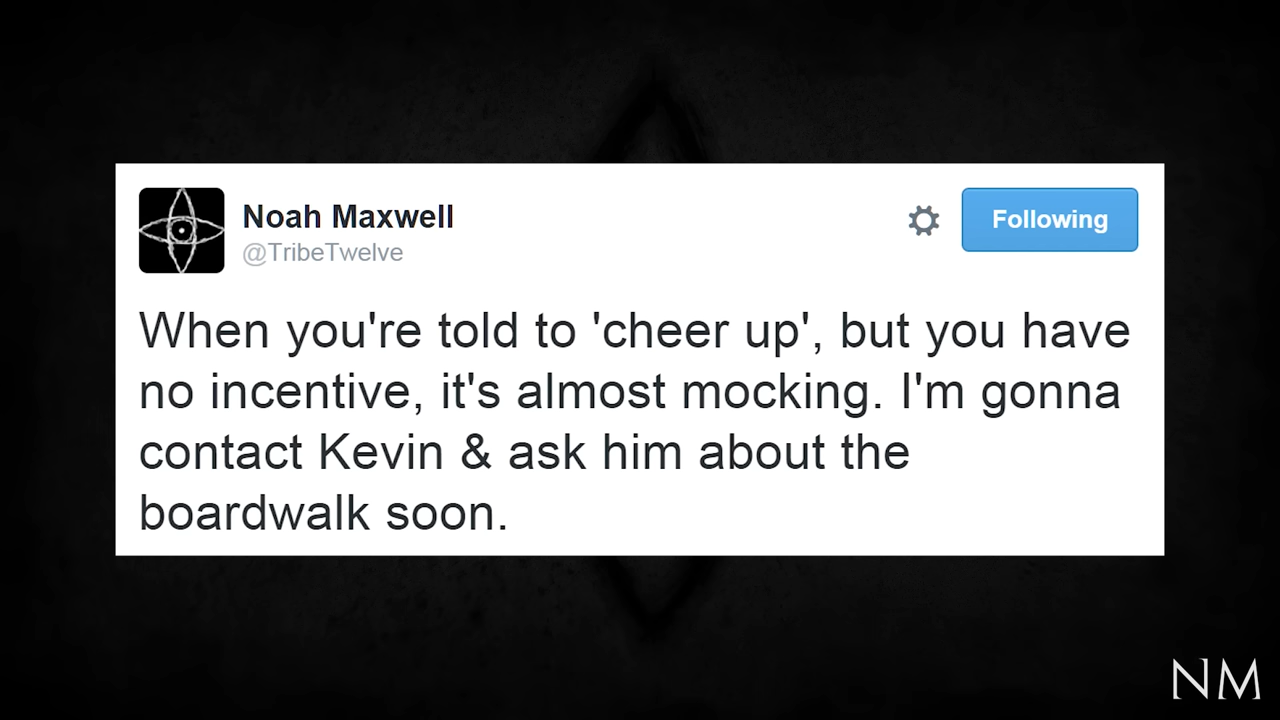 Noah Maxwell
@TribeTwelve
Following
When you're told to 'cheer up', but you have
no incentive, it's almost mocking. I'm gonna
contact Kevin & ask him about the
boardwalk soon.
NM